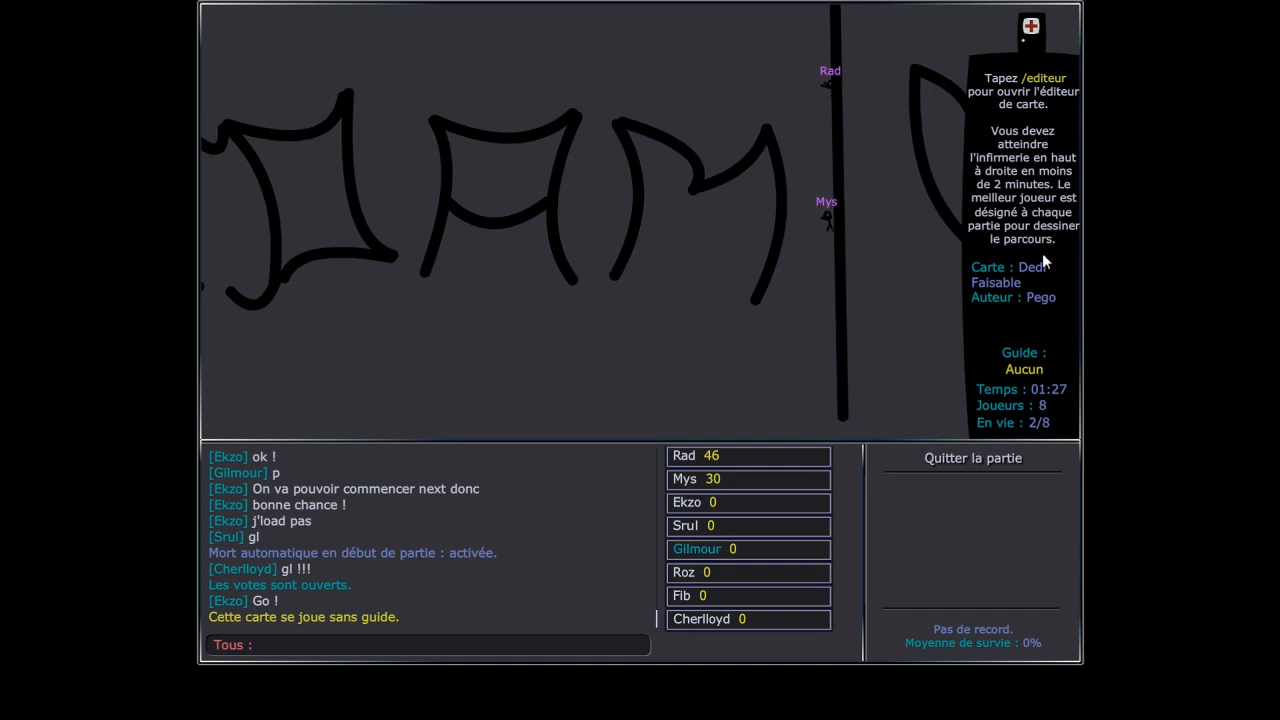 DAM
Rad
Mys
Tapez /editeur
pour ouvrir l'éditeur
de carte.
Vous devez
atteindre
l'infirmerie en haut
à droite en moins
de 2 minutes. Le
meilleur joueur est
désigné à chaque
partie pour dessiner
le parcours.
Carte : Dedi
Faisable
Auteur : Pego
Guide :
Aucun
Temps : 01:27
Joueurs : 8
En vie : 2/8
[Ekzo] ok !
[Gilmour] p
[Ekzo] On va pouvoir commencer next donc
[Ekzo] bonne chance !
[Ekzo] j'load pas
[Srul] gl
Mort automatique en début de partie : activée.
[Cherlloyd] gl !!!
Les votes sont ouverts.
[Ekzo] Go !
Cette carte se joue sans guide.
Tous :
Rad 46
Mys 30
Ekzo 0
Srul 0
Gilmour 0
Roz 0
Fib 0
Cherlloyd 0
Quitter la partie
Pas de record.
Moyenne de survie : 0%